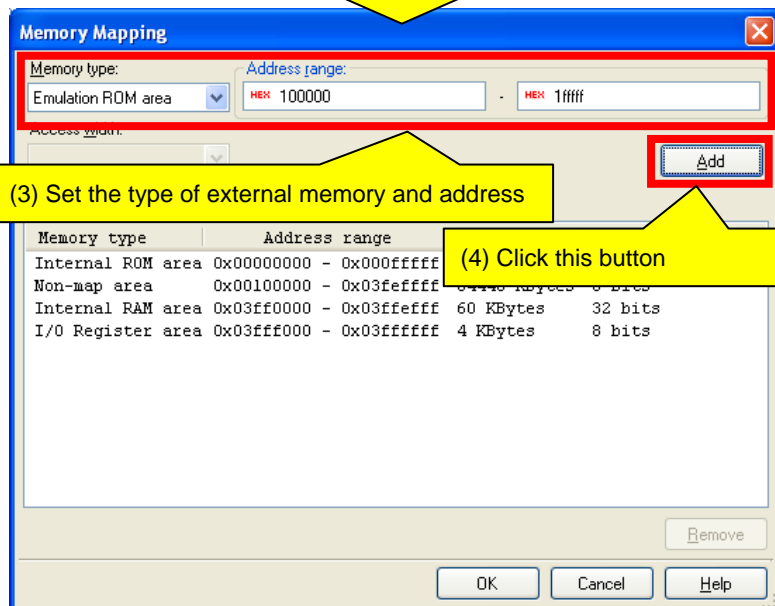 Memory Mapping
Memory type: Address range:
Emulation ROM area HEX 100000 - HEX 1fffff
Access width:
Add
(3) Set the type of external memory and address
(4) Click this button
Memory type Address range
Internal ROM area 0x00000000 - 0x000fffff
Non-map area 0x00100000 - 0x03feffff
Internal RAM area 0x03ff0000 - 0x03ffefff 60 KBytes 32 bits
I/O Register area 0x03fff000 - 0x03ffffff 4 KBytes 8 bits
Remove
OK Cancel Help